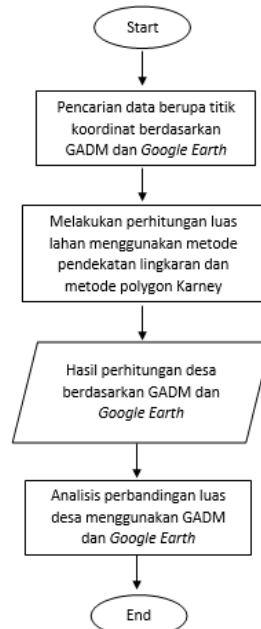 Start
Pencarian data berupa titik
koordinat berdasarkan
GADM dan Google Earth
Melakukan perhitungan luas
lahan menggunakan metode
pendekatan lingkaran dan
metode polygon Karney
Hasil perhitungan desa
berdasarkan GADM dan
Google Earth
Analisis perbandingan luas
desa menggunakan GADM
dan Google Earth
End